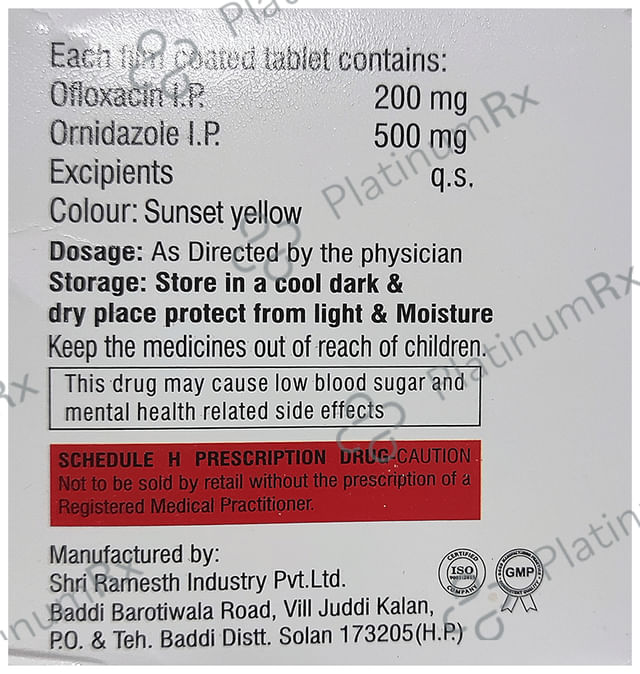 Each film coated tablet contains:
Ofloxacin I.P. 200 mg
Ornidazole I.P. 500 mg
Excipients q.s.
Colour: Sunset yellow
Dosage: As Directed by the physician
Storage: Store in a cool dark &
dry place protect from light & Moisture
Keep the medicines out of reach of children.
This drug may cause low blood sugar and
mental health related side effects
SCHEDULE H PRESCRIPTION DRUG-CAUTION
Not to be sold by retail without the prescription of a
Registered Medical Practitioner.
Manufactured by:
Shri Ramesth Industry Pvt.Ltd.
Baddi Barotiwala Road, Vill Juddi Kalan,
P.O. & Teh. Baddi Distt. Solan 173205(H.P.)
CERTIFIED
ISO
COMPANY
GMP
PlatinumRx
PlatinumRx